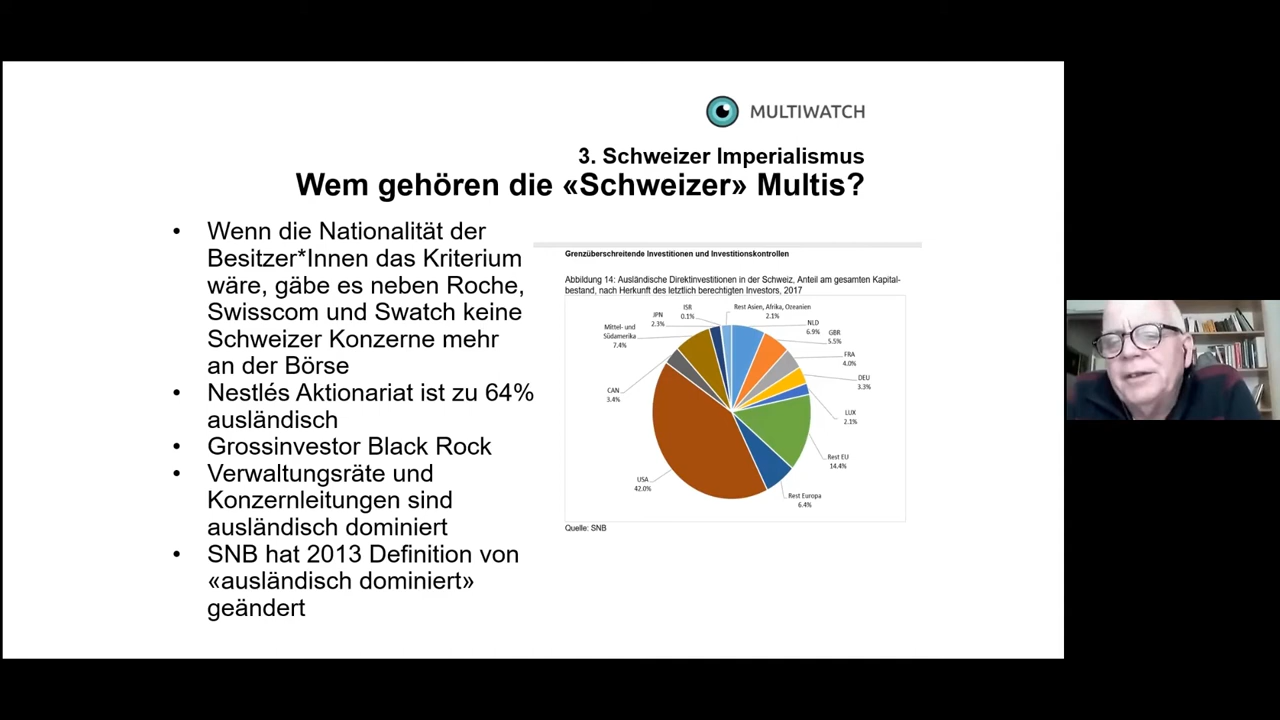 MULTIWATCH
3. Schweizer Imperialismus
Wem gehören die «Schweizer» Multis?
• Wenn die Nationalität der
Besitzer*Innen das Kriterium
wäre, gäbe es neben Roche,
Swisscom und Swatch keine
Schweizer Konzerne mehr
an der Börse
• Nestlés Aktionariat ist zu 64%
ausländisch
• Grossinvestor Black Rock
• Verwaltungsräte und
Konzernleitungen sind
ausländisch dominiert
• SNB hat 2013 Definition von
«ausländisch dominiert»
geändert
Grenzüberschreitende Investitionen und Investitionskontrollen
Abbildung 14: Ausländische Direktinvestitionen in der Schweiz, Anteil am gesamten Kapital-
bestand, nach Herkunft des letztlich berechtigten Investors, 2017
Rest Asien, Afrika, Ozeanien
2.1%
NLD
6.9%
GBR
5.5%
FRA
4.0%
DEU
3.3%
LUX
2.1%
Rest EU
14.4%
Rest Europa
6.4%
USA
42.0%
CAN
3.4%
Mittel- und
Südamerika
7.4%
JPN
2.3%
ISR
0.1%
Quelle: SNB